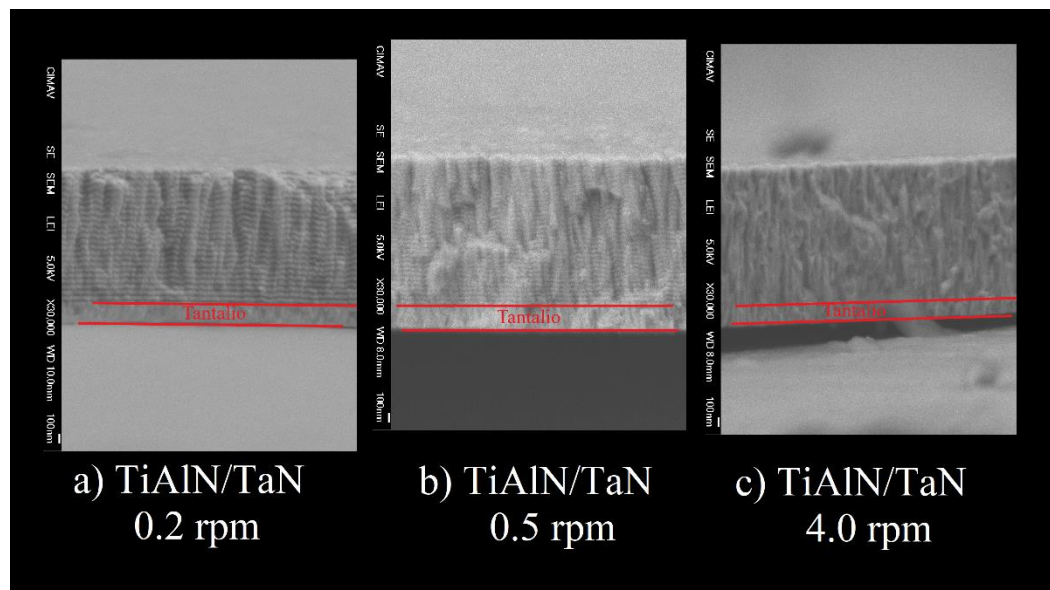 CIMAV SE SEM LEI 5.0kV X30,000 WD 10.0mm 100nm
Tantalio
a) TiAlN/TaN
0.2 rpm
CIMAV SE SEM LEI 5.0kV X30,000 WD 8.0mm 100nm
Tantalio
b) TiAlN/TaN
0.5 rpm
CIMAV SE SEM LEI 5.0kV X30,000 WD 8.0mm 100nm
Tantalio
c) TiAlN/TaN
4.0 rpm